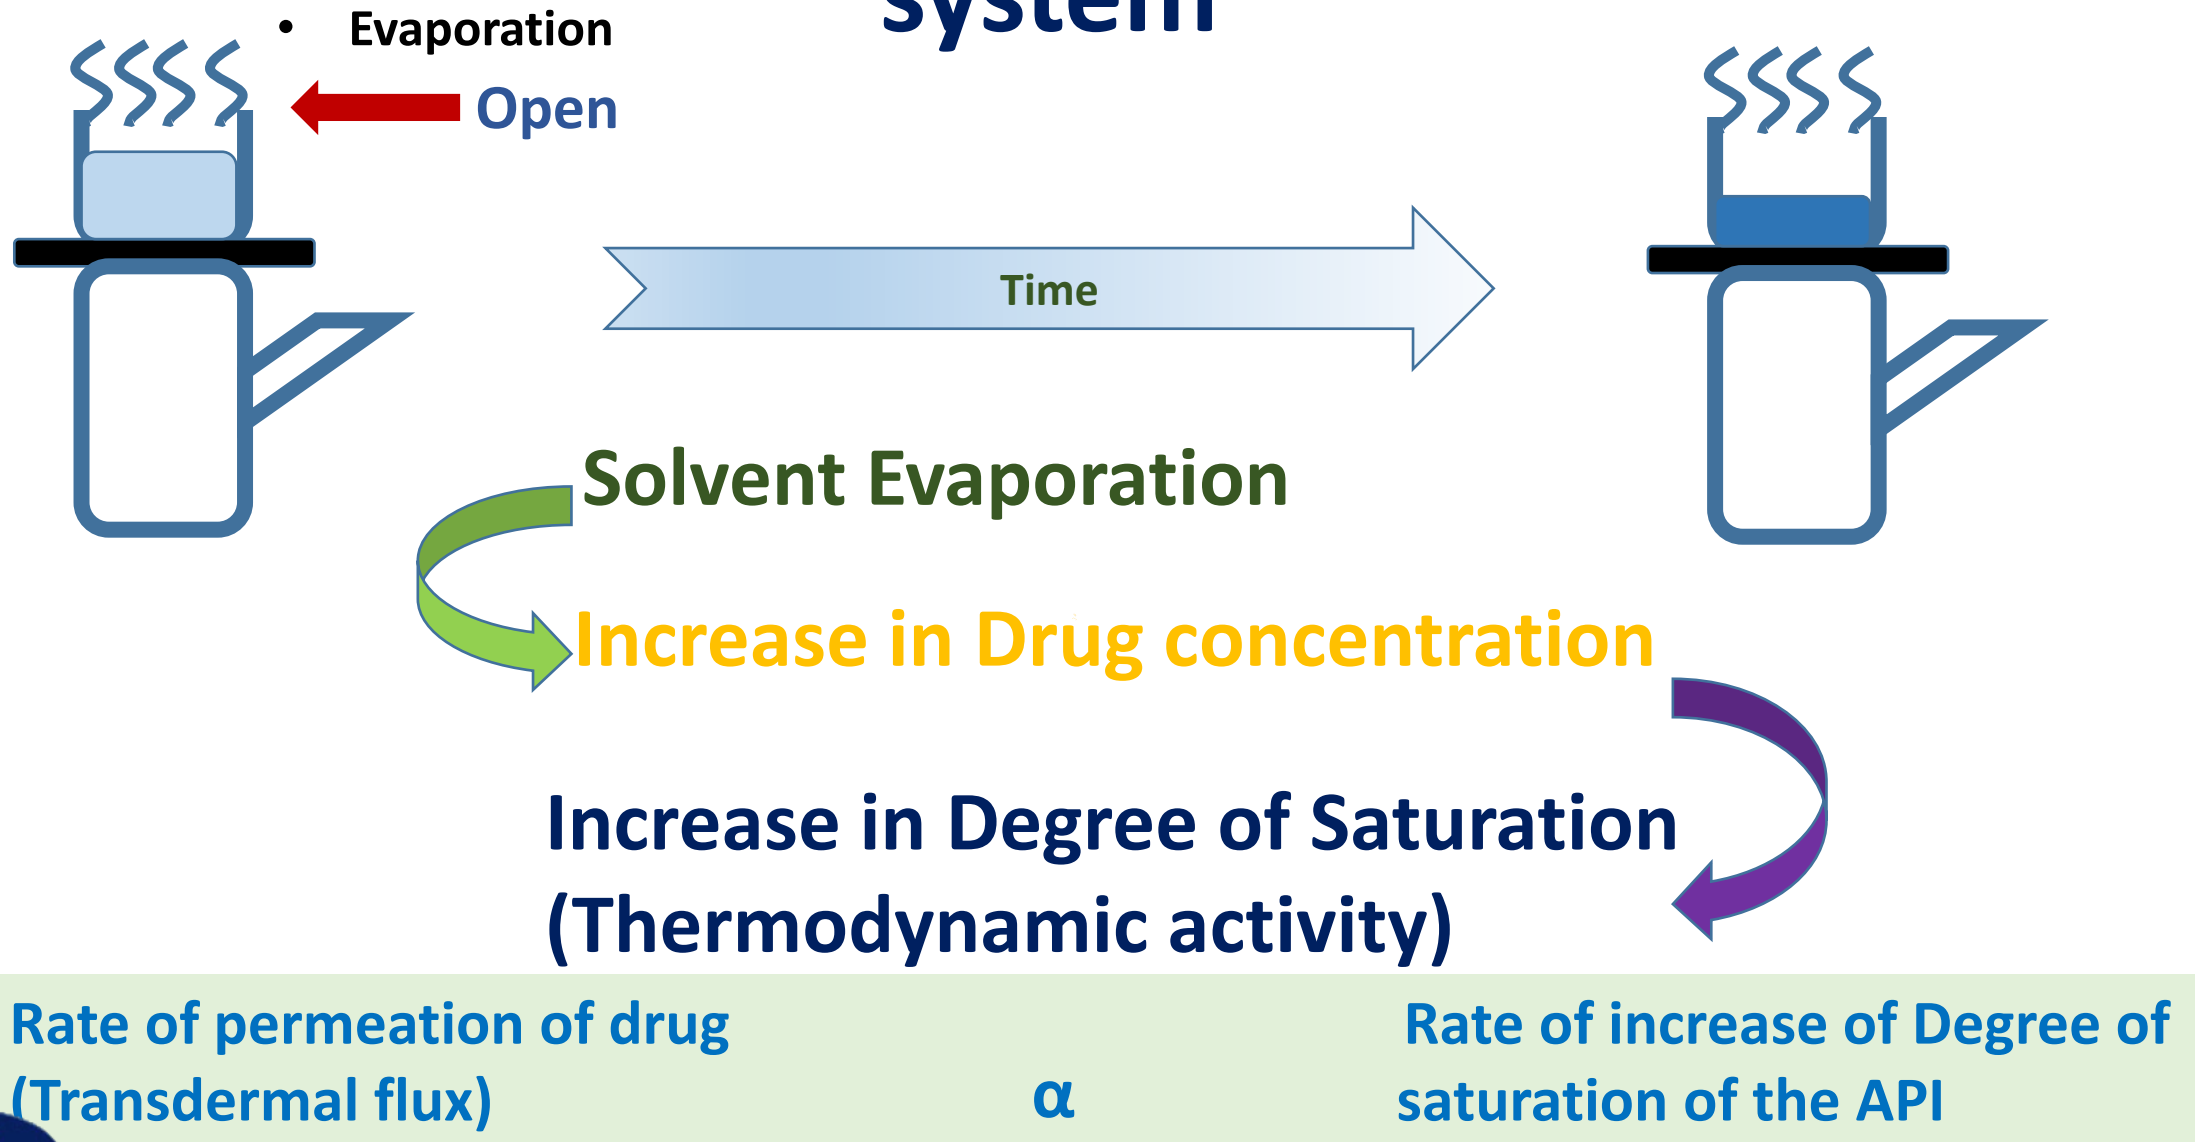 system
• Evaporation
Open
Time
Solvent Evaporation
Increase in Drug concentration
Increase in Degree of Saturation
(Thermodynamic activity)
Rate of permeation of drug
(Transdermal flux)
α
Rate of increase of Degree of
saturation of the API